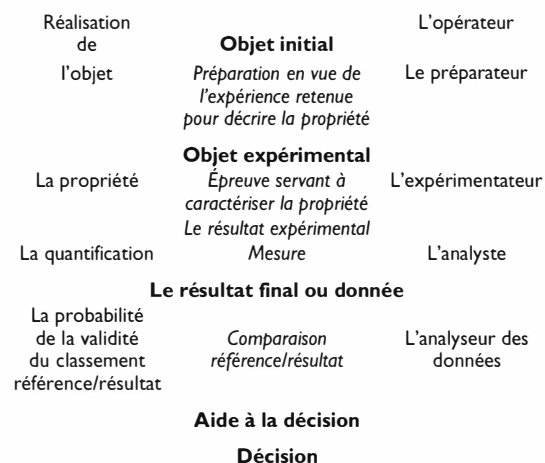 Réalisation
de
l'objet
L'opérateur
Objet initial
Préparation en vue de
l'expérience retenue
pour décrire la propriété
Le préparateur
Objet expérimental
La propriété
Épreuve servant à
caractériser la propriété
Le résultat expérimental
L'expérimentateur
La quantification
Mesure
L'analyste
Le résultat final ou donnée
La probabilité
de la validité
du classement
référence/résultat
Comparaison
référence/résultat
L'analyseur des
données
Aide à la décision
Décision